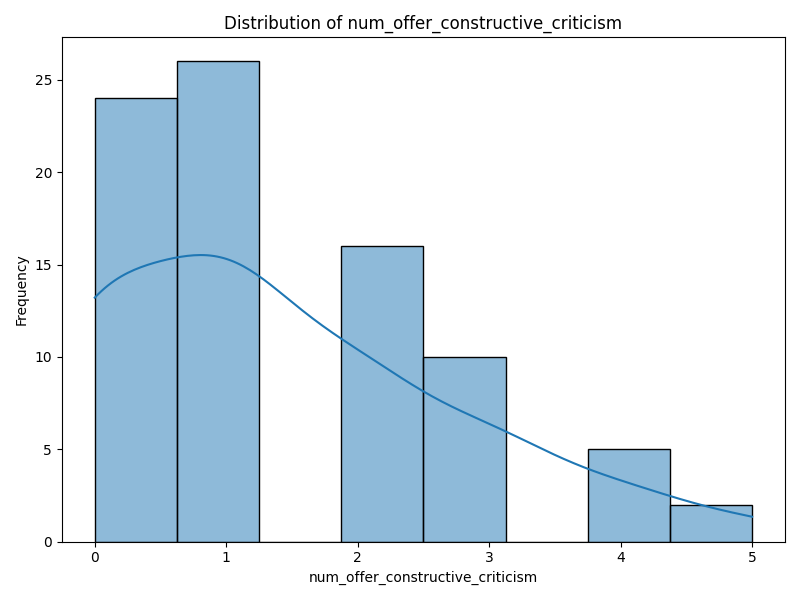 Distribution of num_offer_constructive_criticism
Frequency
25
20
15
10
5
0
0 1 2 3 4 5
num_offer_constructive_criticism